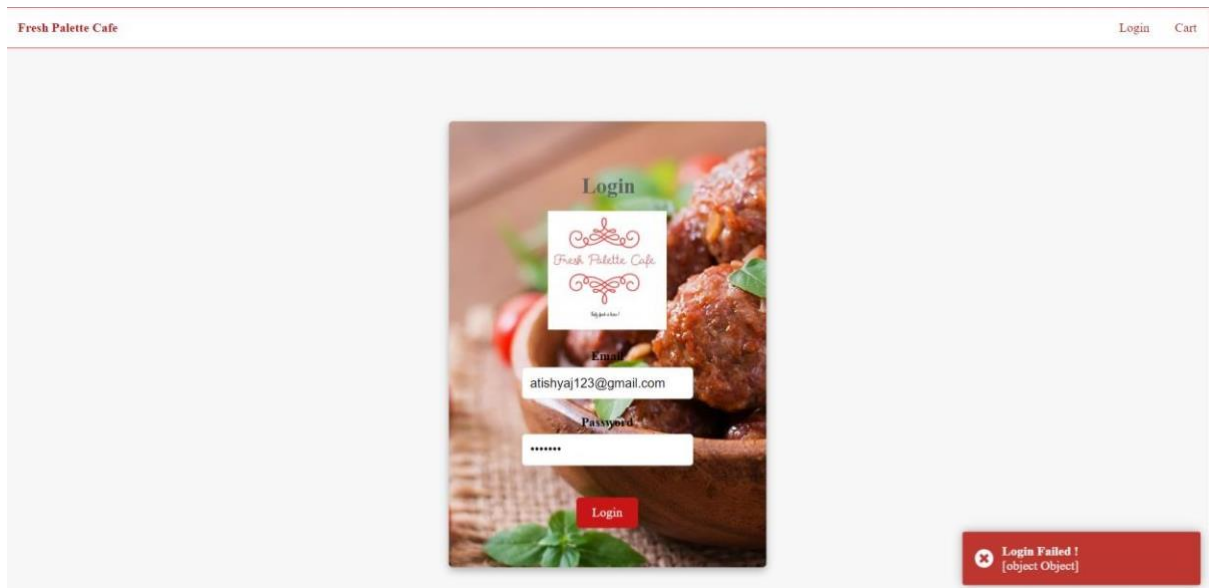 Fresh Palette Cafe
Login
Cart
Login
Fresh Palette Cafe
Email
atishyaj123@gmail.com
Password
•••••••
Login
Login Failed !
[object Object]